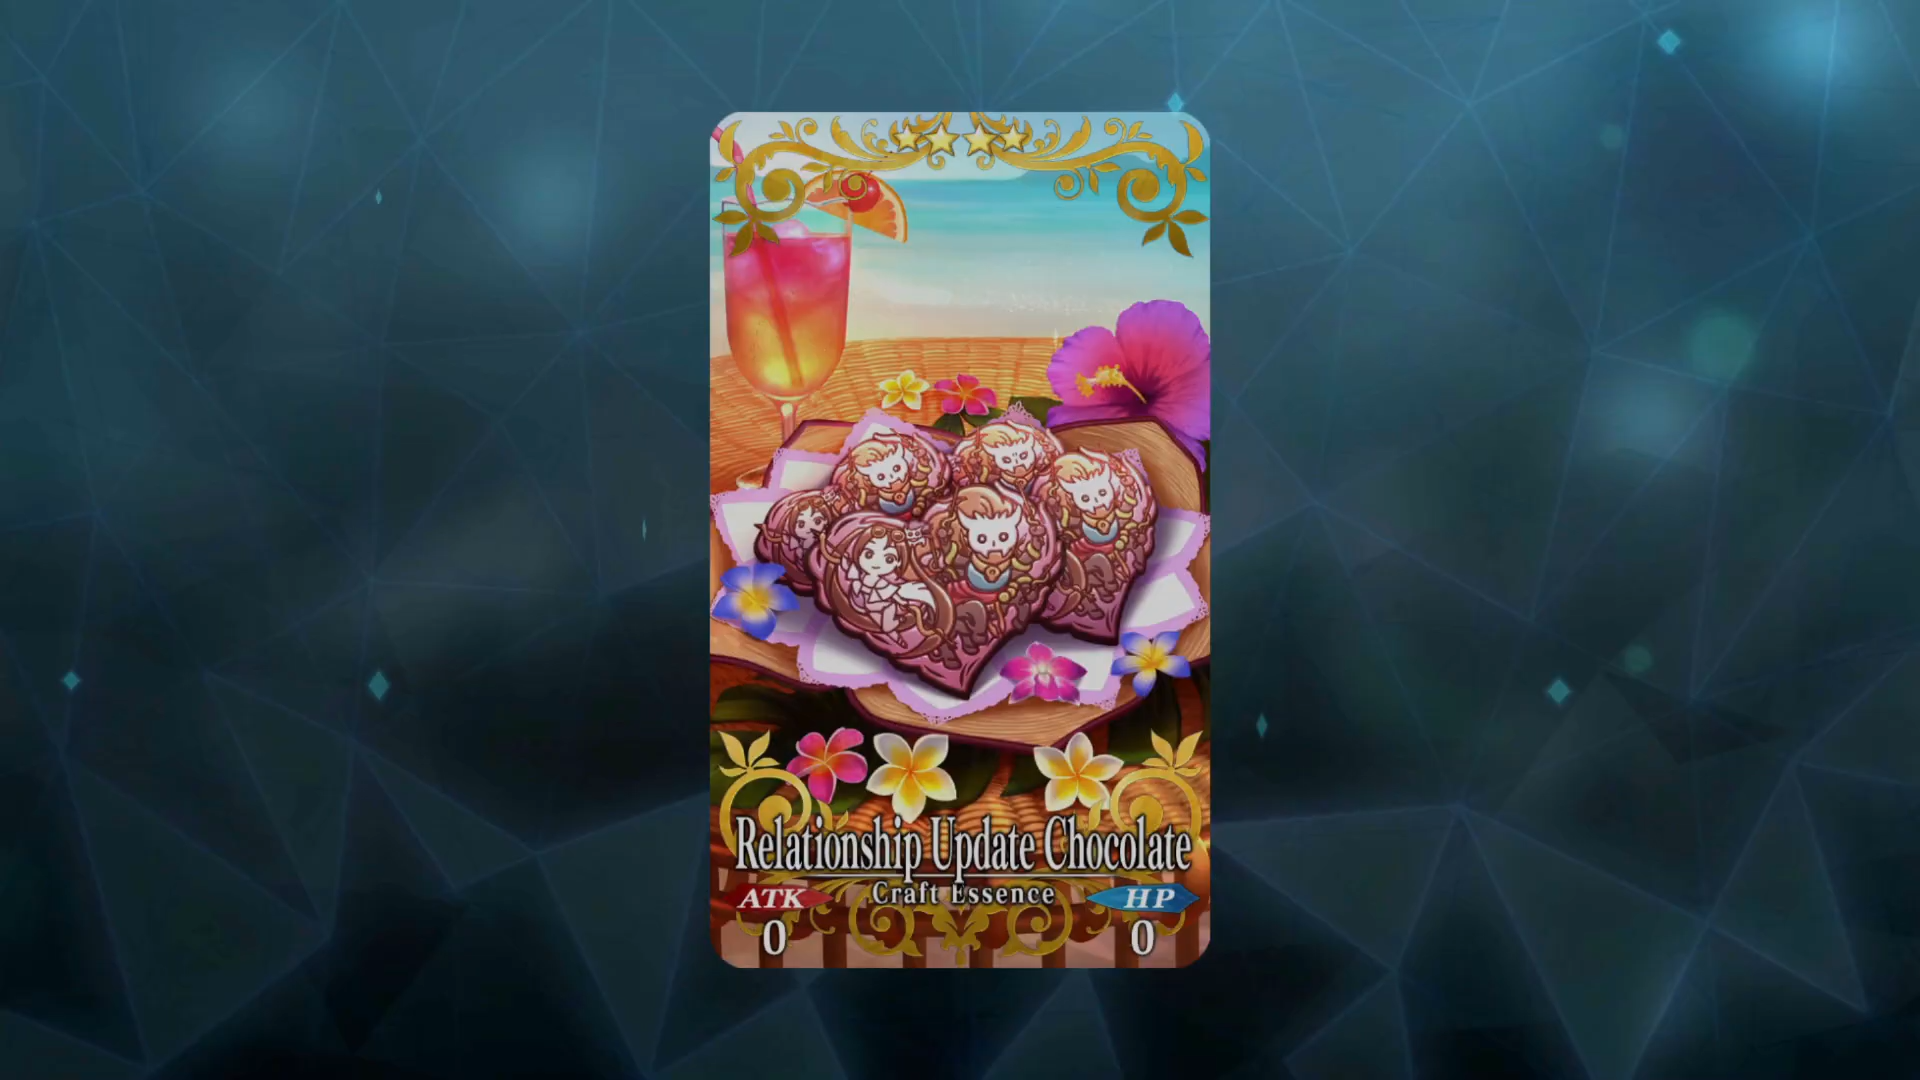 Relationship Update Chocolate
Craft Essence
ATK
HP
0
0